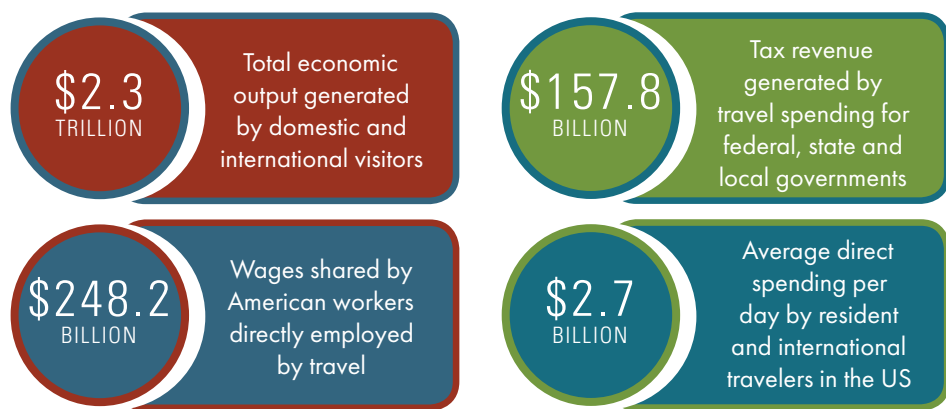 $2.3
TRILLION
Total economic
output generated
by domestic and
international visitors
$157.8
BILLION
Tax revenue
generated by
travel spending for
federal, state and
local governments
$248.2
BILLION
Wages shared by
American workers
directly employed
by travel
$2.7
BILLION
Average direct
spending per
day by resident
and international
travelers in the US